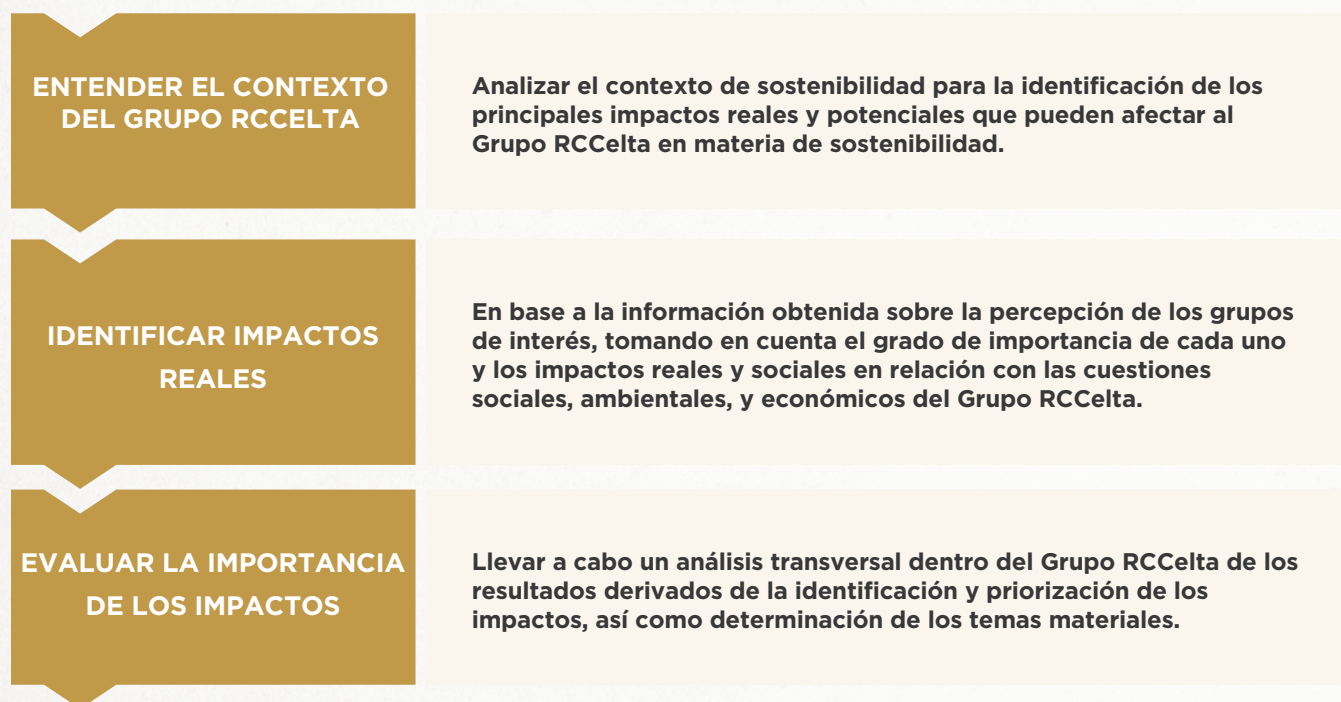 ENTENDER EL CONTEXTO
DEL GRUPO RCCELTA
Analizar el contexto de sostenibilidad para la identificación de los
principales impactos reales y potenciales que pueden afectar al
Grupo RCCelta en materia de sostenibilidad.
IDENTIFICAR IMPACTOS
REALES
En base a la información obtenida sobre la percepción de los grupos
de interés, tomando en cuenta el grado de importancia de cada uno
y los impactos reales y sociales en relación con las cuestiones
sociales, ambientales, y económicos del Grupo RCCelta.
EVALUAR LA IMPORTANCIA
DE LOS IMPACTOS
Llevar a cabo un análisis transversal dentro del Grupo RCCelta de los
resultados derivados de la identificación y priorización de los
impactos, así como determinación de los temas materiales.